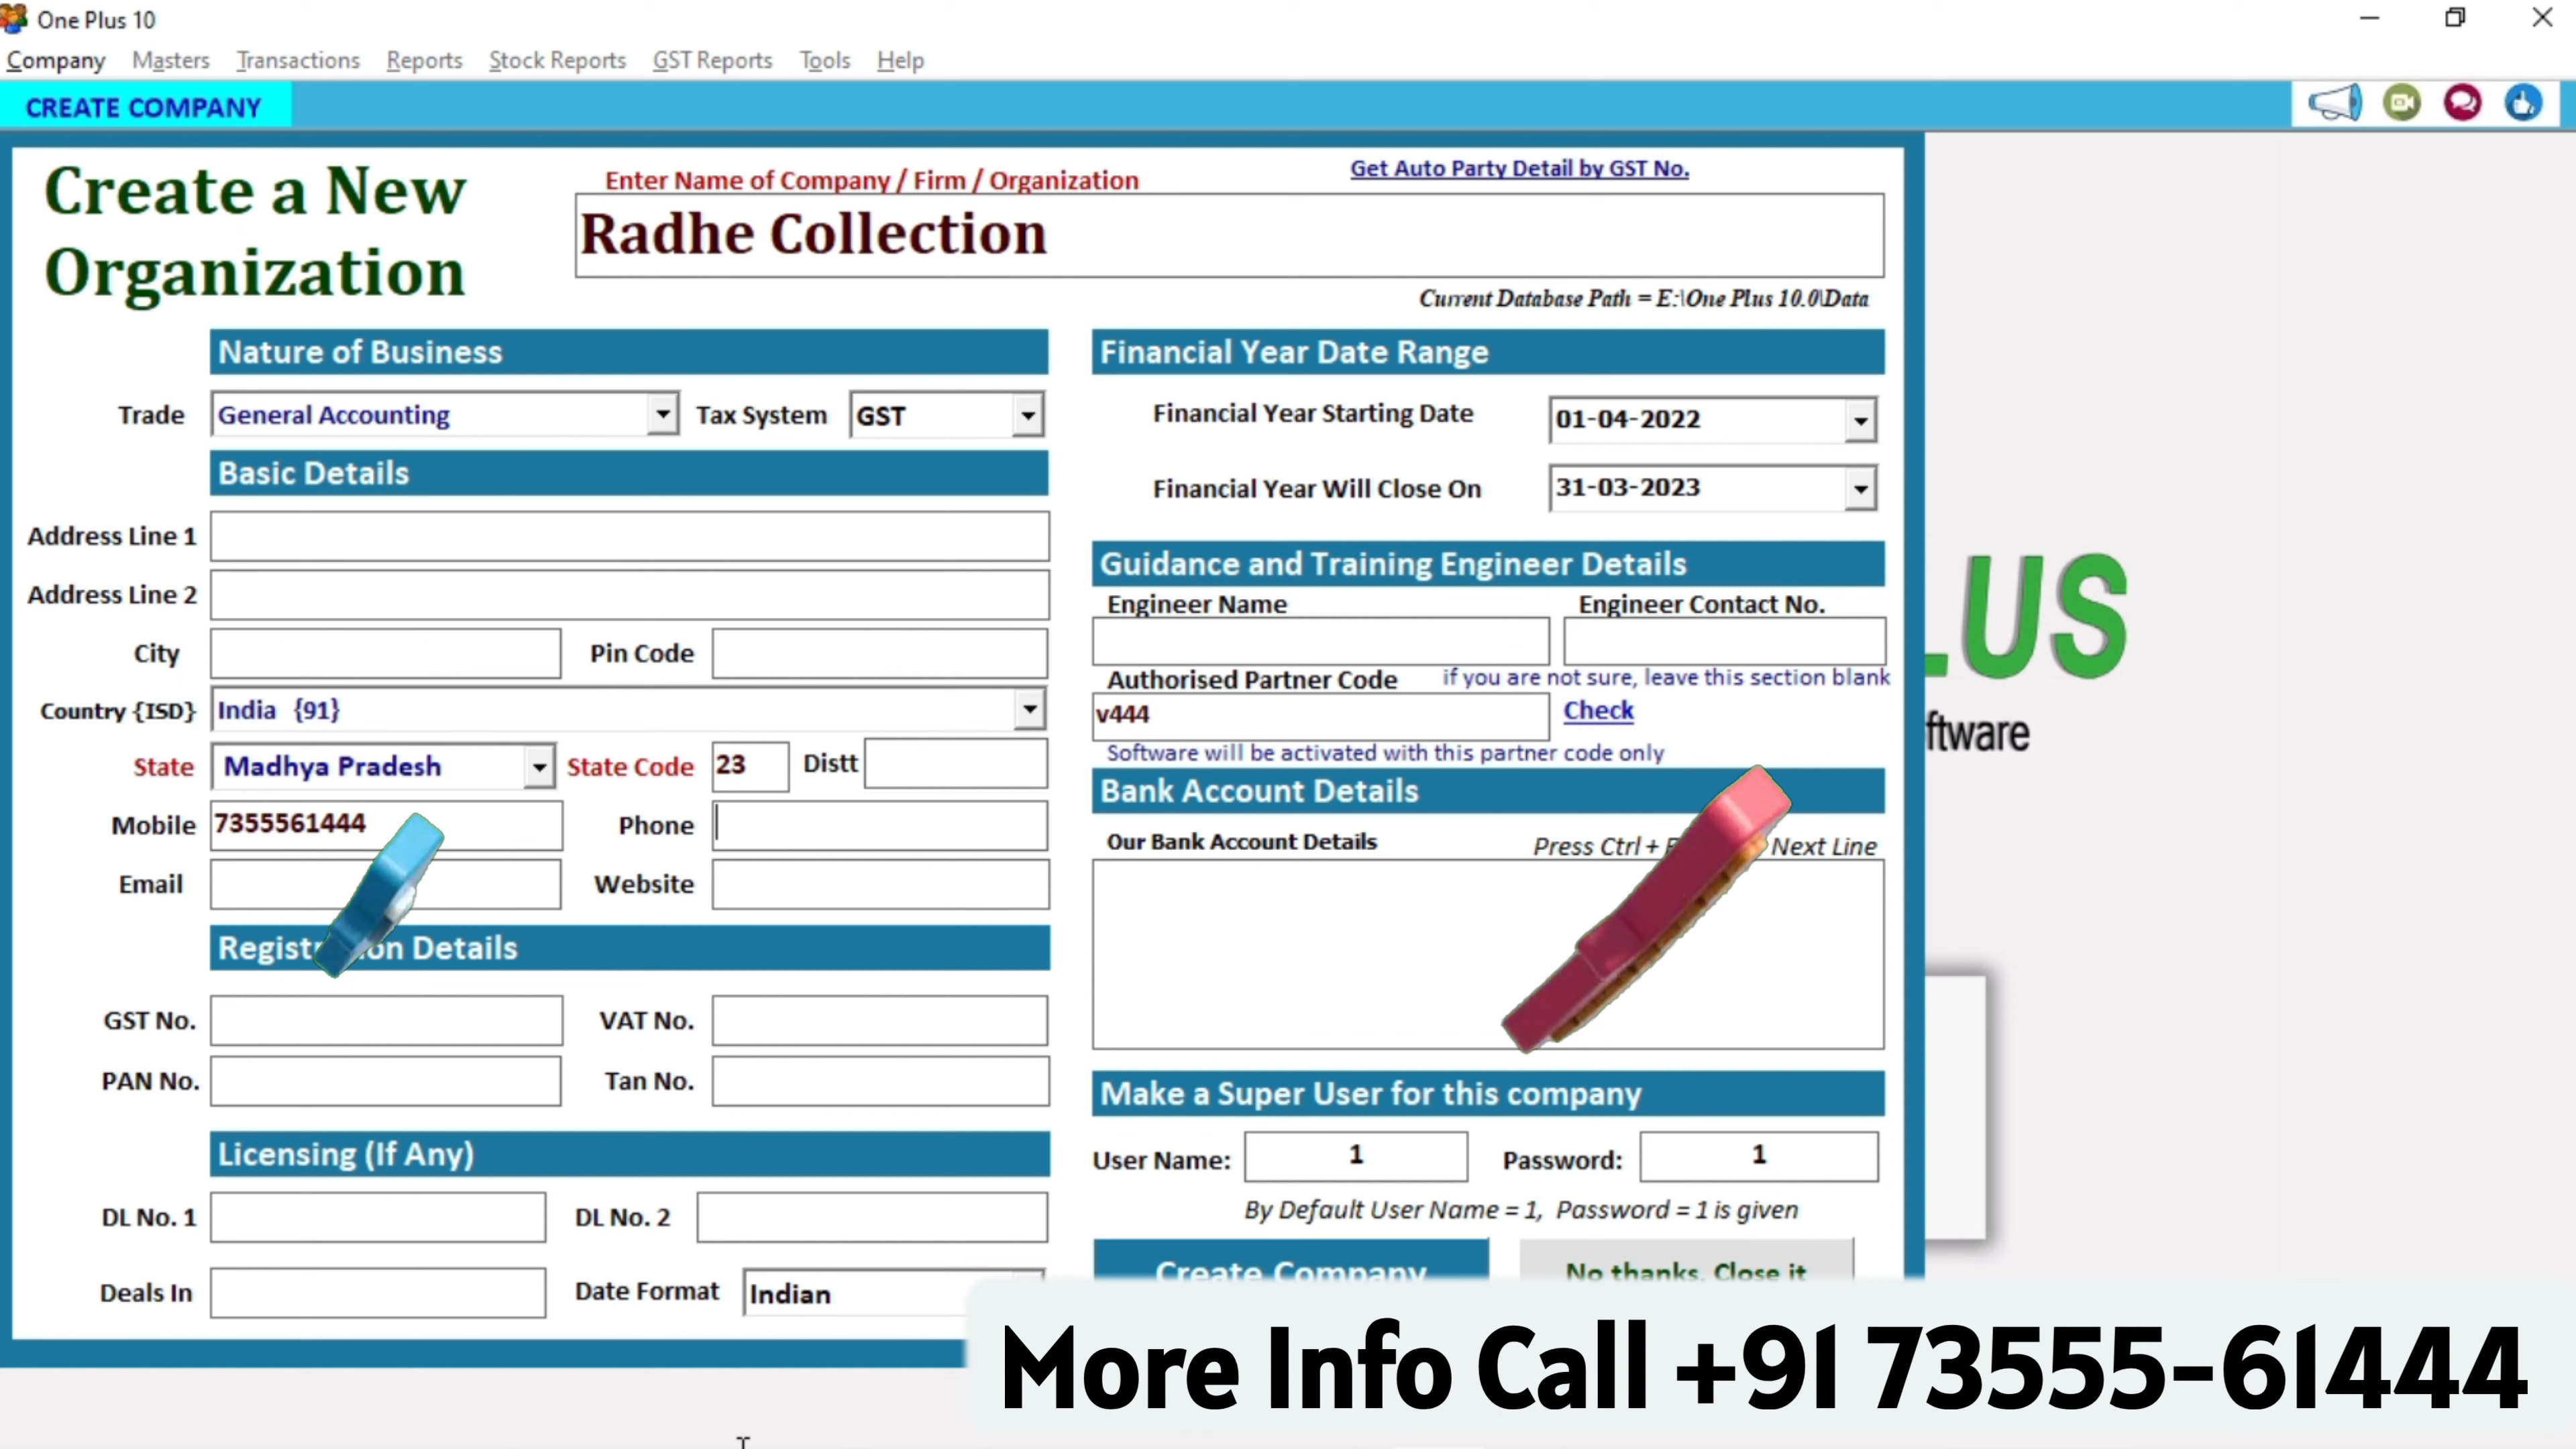 One Plus 10
Company Masters Transactions Reports Stock Reports GST Reports Tools Help
CREATE COMPANY
Create a New
Organization
Enter Name of Company / Firm / Organization
Get Auto Party Detail by GST No.
Radhe Collection
Current Database Path = E:\One Plus 10.0\Data
Nature of Business
Trade General Accounting Tax System GST
Basic Details
Address Line 1
Address Line 2
City Pin Code
Country {ISD} India {91}
State Madhya Pradesh State Code 23 Distt
Mobile 7355561444 Phone
Email Website
Details
GST No. VAT No.
PAN No. Tan No.
Licensing (If Any)
DL No. 1 DL No. 2
Deals In Date Format Indian
Financial Year Date Range
Financial Year Starting Date 01-04-2022
Financial Year Will Close On 31-03-2023
Guidance and Training Engineer Details
Engineer Name Engineer Contact No.
Authorised Partner Code if you are not sure, leave this section blank
v444 Check
Software will be activated with this partner code only
Bank Account Details
Our Bank Account Details Press Ctrl + Next Line
Make a Super User for this company
User Name: 1 Password: 1
By Default User Name = 1, Password = 1 is given
Create Company No thanks, Close it
LUS
ftware
More Info Call +91 73555-61444